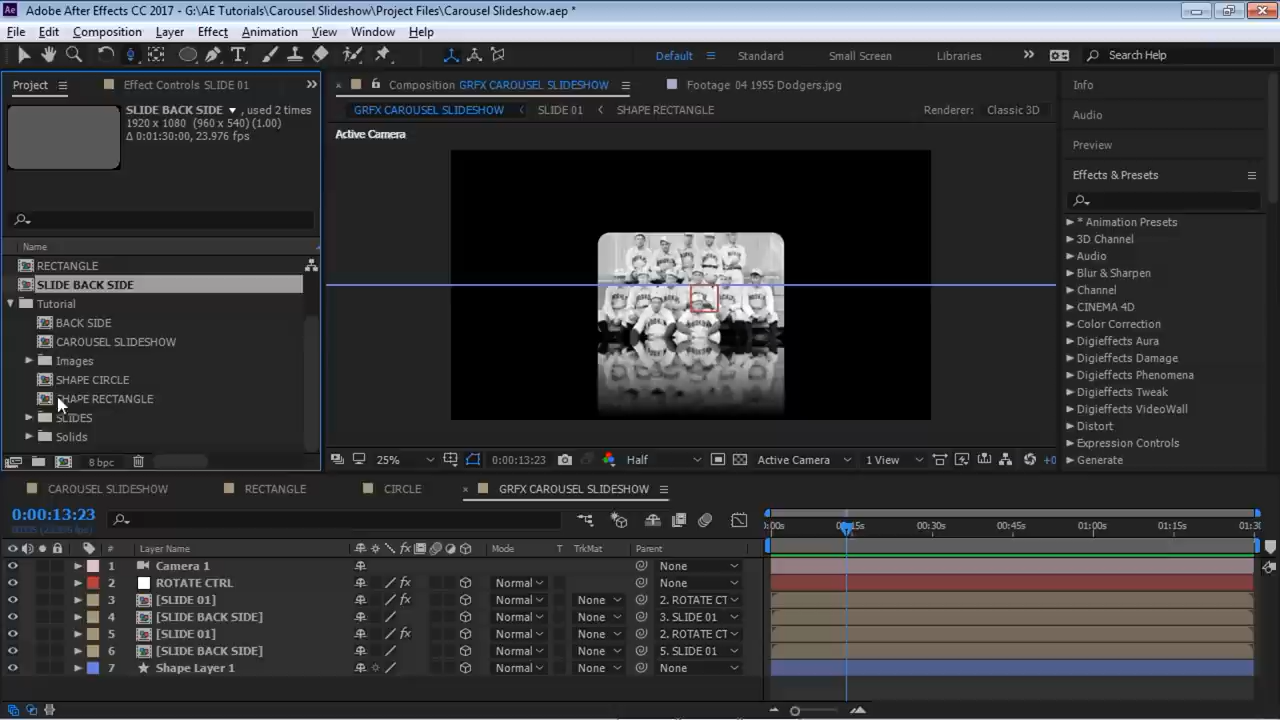 Adobe After Effects CC 2017 - G:\AE Tutorials\Carousel Slideshow\Project Files\Carousel Slideshow.aep *
File Edit Composition Layer Effect Animation View Window Help
Default Standard Small Screen Libraries Search Help
Project Effect Controls SLIDE 01
Composition GRFX CAROUSEL SLIDESHOW Footage 04 1955 Dodgers.jpg
Info
SLIDE BACK SIDE , used 2 times
1920 x 1080 (960 x 540) (1.00)
Δ 0:01:30:00, 23.976 fps
GRFX CAROUSEL SLIDESHOW SLIDE 01 SHAPE RECTANGLE Renderer: Classic 3D
Audio
Active Camera
Preview
Effects & Presets
Name
RECTANGLE
SLIDE BACK SIDE
Tutorial
BACK SIDE
CAROUSEL SLIDESHOW
Images
SHAPE CIRCLE
SHAPE RECTANGLE
SLIDES
Solids
* Animation Presets
3D Channel
Audio
Blur & Sharpen
Channel
CINEMA 4D
Color Correction
Digieffects Aura
Digieffects Damage
Digieffects Phenomena
Digieffects Tweak
Digieffects VideoWall
Distort
Expression Controls
Generate
8 bpc
25% 0:00:13:23 Half Active Camera 1 View +0
CAROUSEL SLIDESHOW RECTANGLE CIRCLE GRFX CAROUSEL SLIDESHOW
0:00:13:23
:00s 00:15s 00:30s 00:45s 01:00s 01:15s 01:30
# Layer Name Mode T TrkMat Parent
1 Camera 1 None
2 ROTATE CTRL Normal None
3 [SLIDE 01] Normal None 2. ROTATE CT
4 [SLIDE BACK SIDE] Normal None 3. SLIDE 01
5 [SLIDE 01] Normal None 2. ROTATE CT
6 [SLIDE BACK SIDE] Normal None 5. SLIDE 01
7 Shape Layer 1 Normal None None